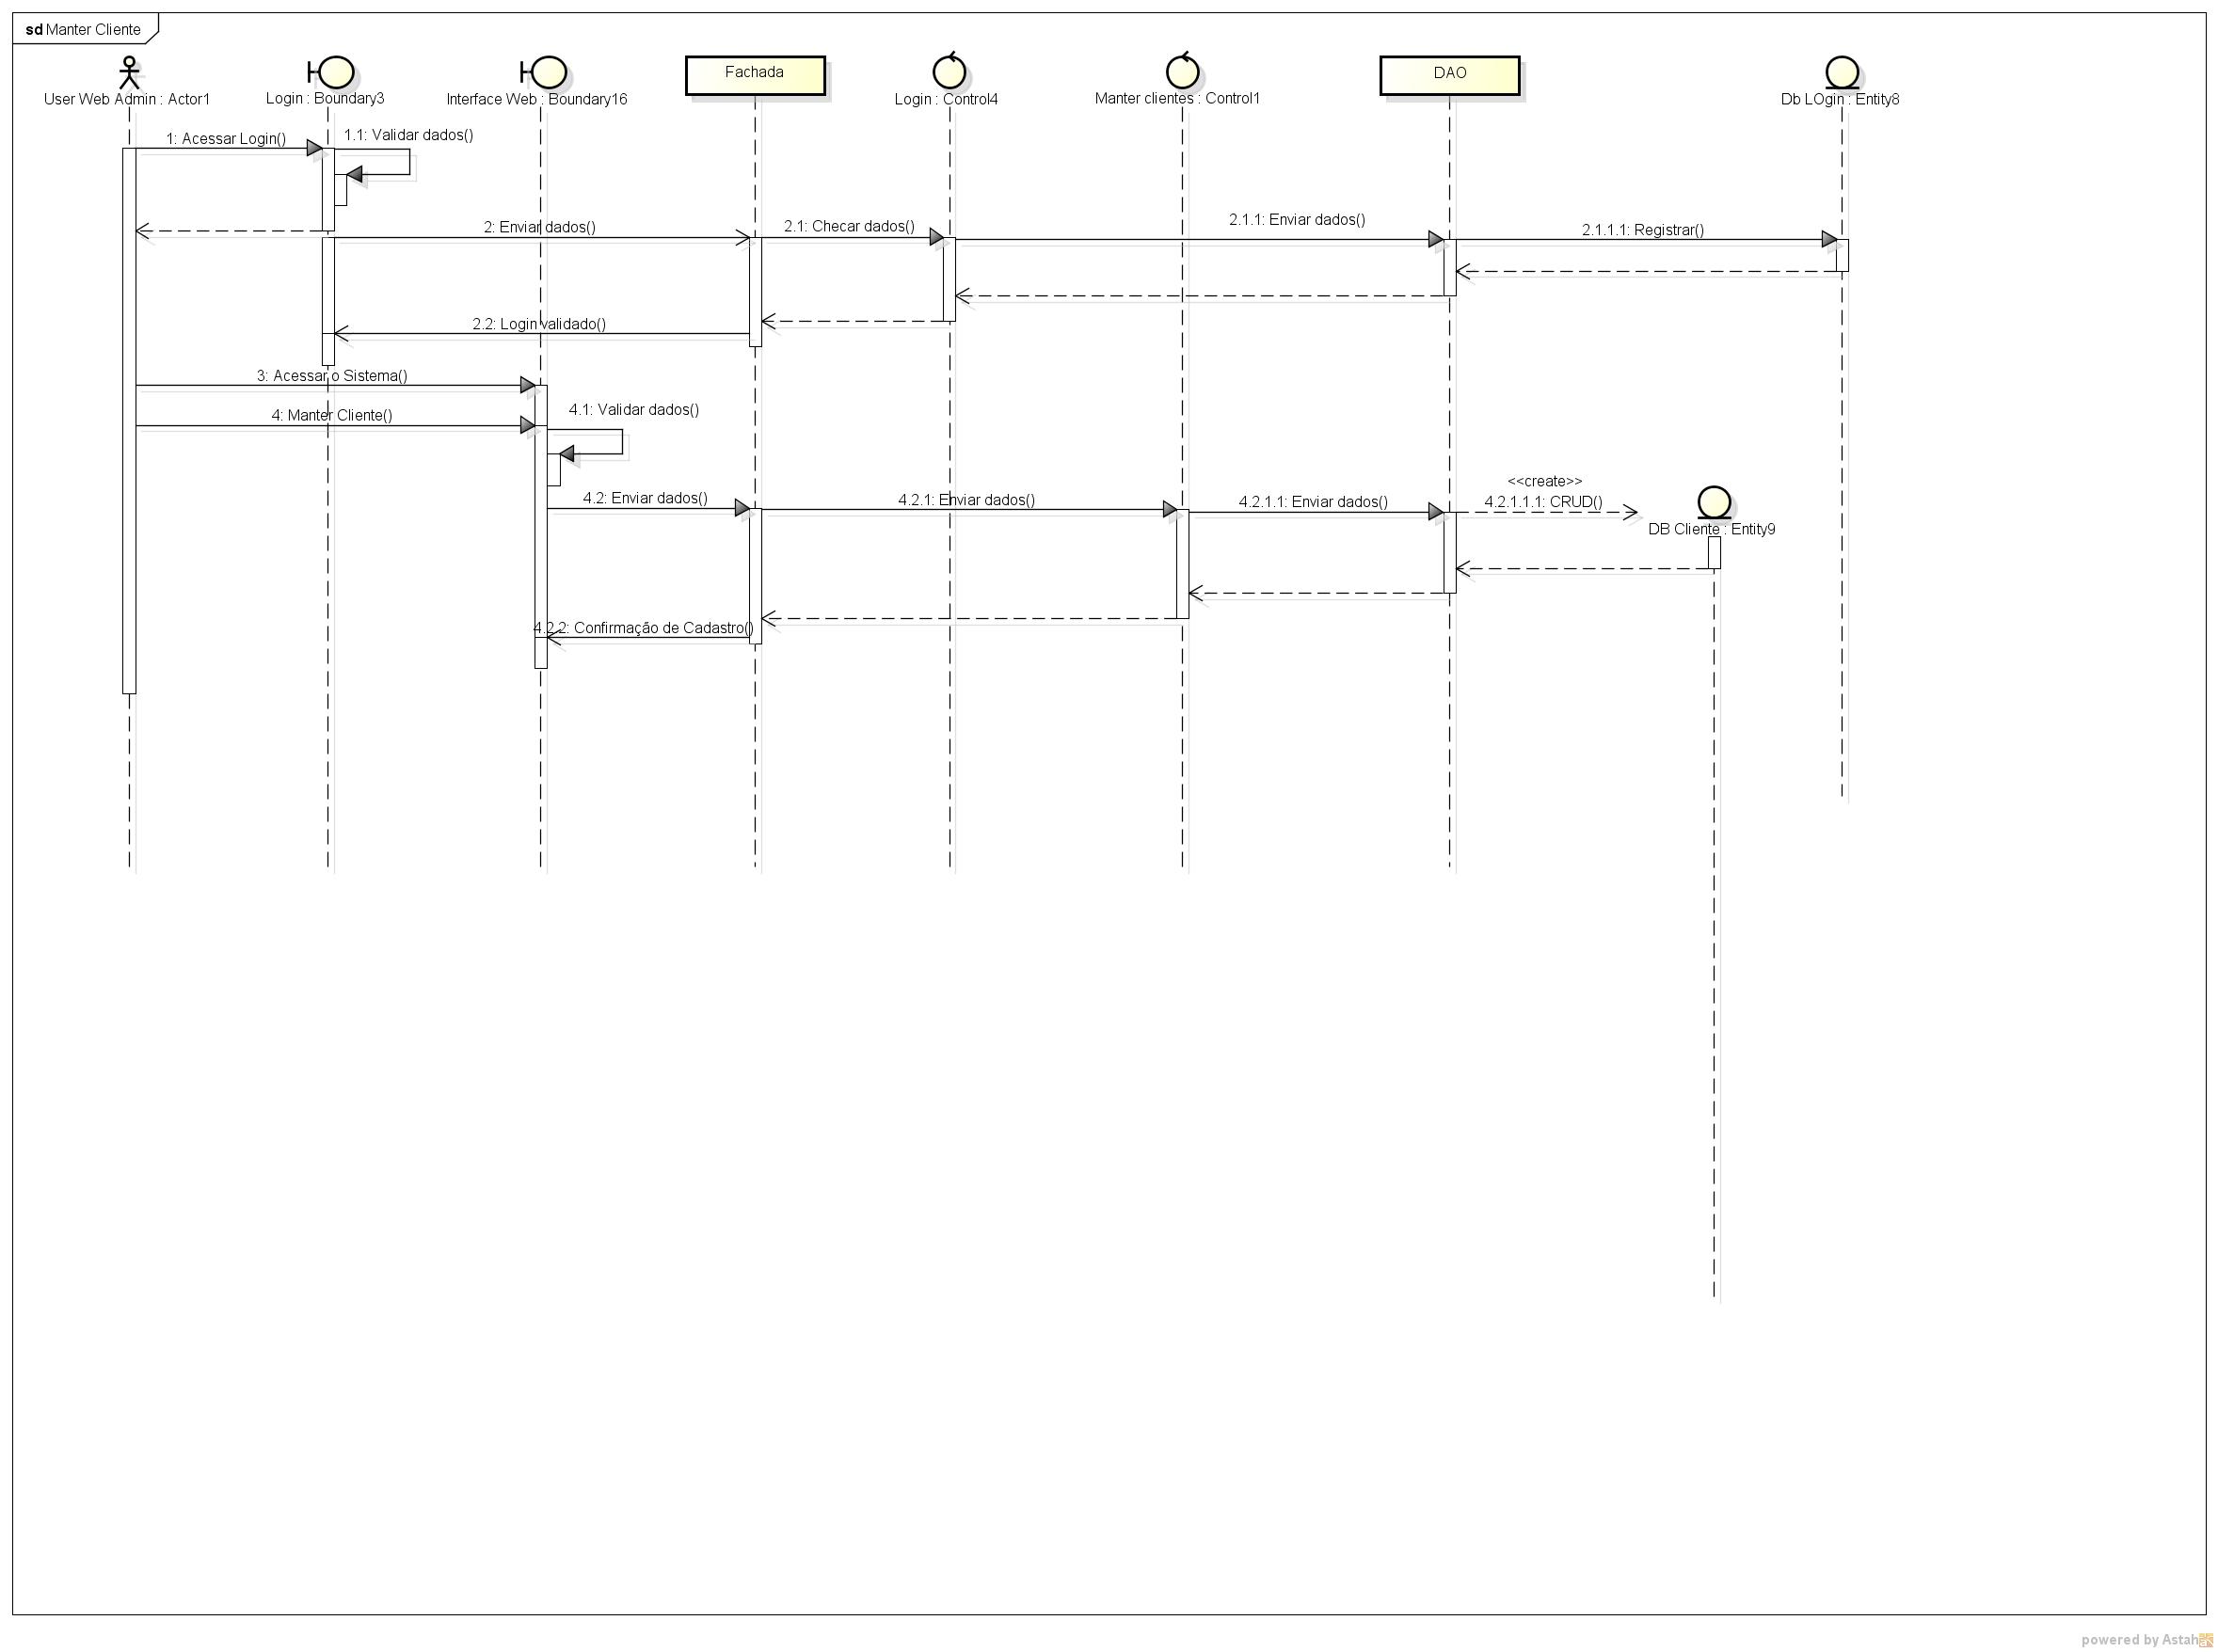 sd Manter Cliente
User Web Admin : Actor1
Login : Boundary3
Interface Web : Boundary16
Fachada
Login : Control4
Manter clientes : Control1
DAO
Db LOgin : Entity8
1: Acessar Login()
1.1: Validar dados()
2: Enviar dados()
2.1: Checar dados()
2.1.1: Enviar dados()
2.1.1.1: Registrar()
2.2: Login validado()
3: Acessar o Sistema()
4: Manter Cliente()
4.1: Validar dados()
4.2: Enviar dados()
4.2.1: Enviar dados()
4.2.1.1: Enviar dados()
<<create>>
4.2.1.1.1: CRUD()
DB Cliente : Entity9
4.2.2: Confirmação de Cadastro()
powered by Astah